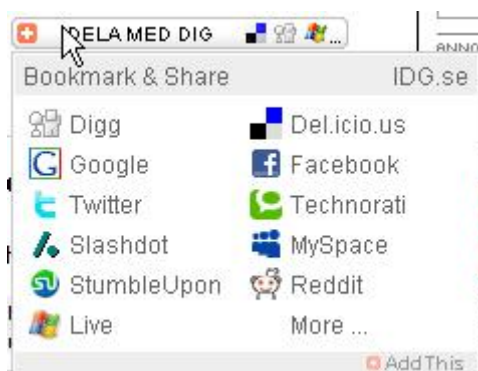 DELA MED DIG ...
ANNO
Bookmark & Share IDG.se
Digg Del.icio.us
Google Facebook
Twitter Technorati
Slashdot MySpace
StumbleUpon Reddit
Live More ...
AddThis